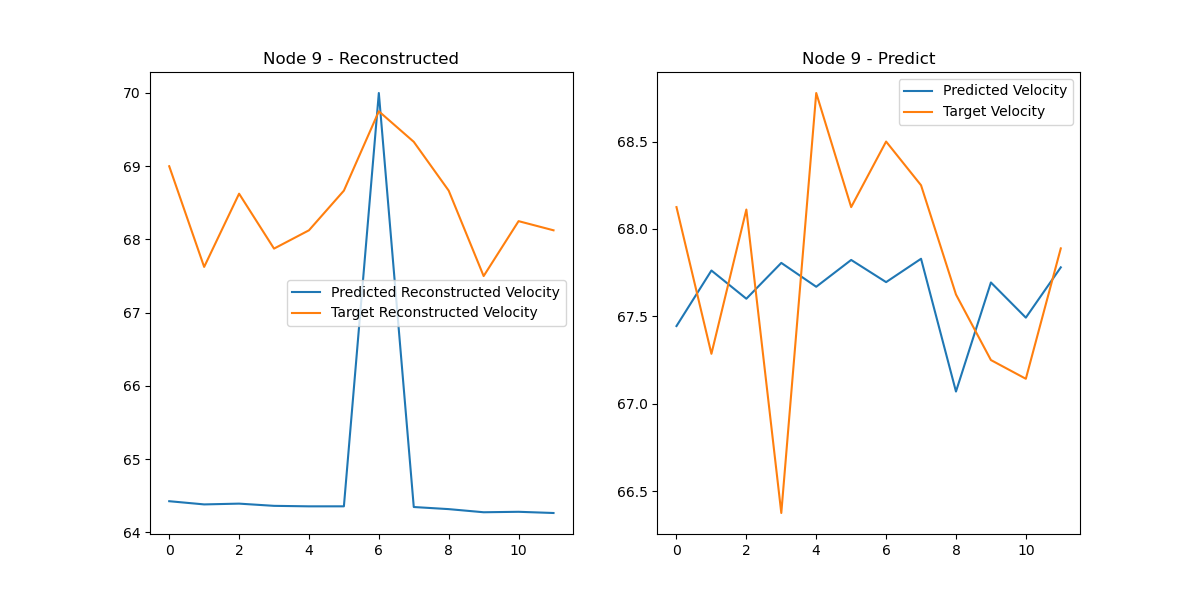 Node 9 - Reconstructed
70
69
68
67
66
65
64
0 2 4 6 8 10
Predicted Reconstructed Velocity
Target Reconstructed Velocity
Node 9 - Predict
68.5
68.0
67.5
67.0
66.5
0 2 4 6 8 10
Predicted Velocity
Target Velocity